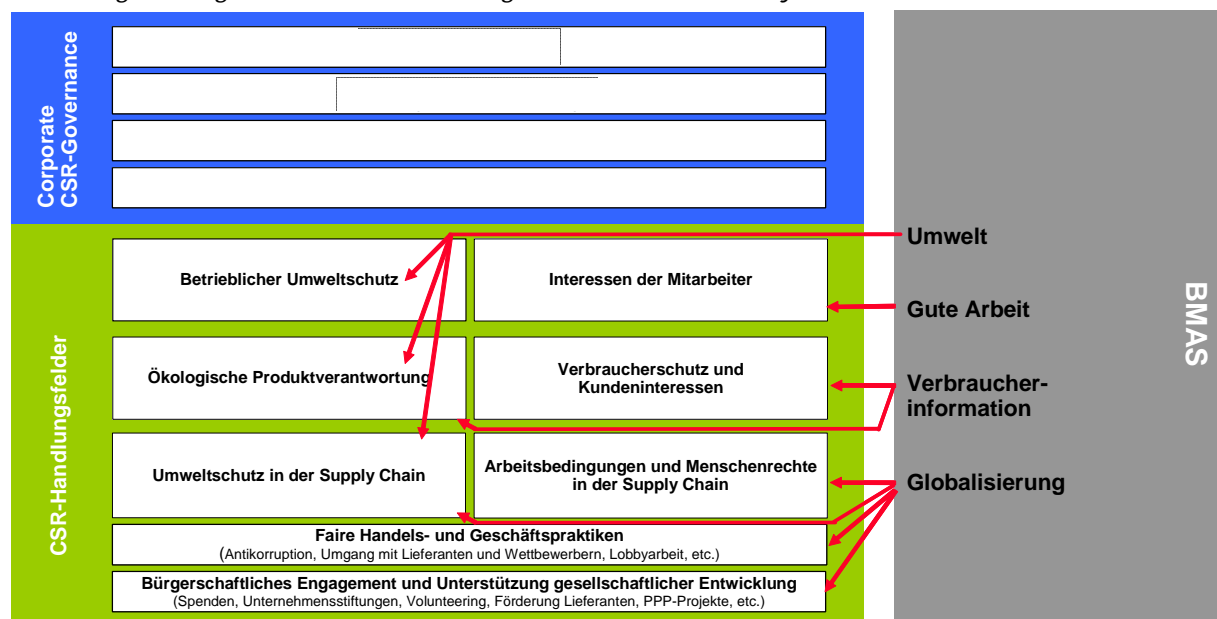 Corporate
CSR-Governance
CSR-Handlungsfelder
Betrieblicher Umweltschutz
Interessen der Mitarbeiter
Ökologische Produktverantwortung
Verbraucherschutz und
Kundeninteressen
Umweltschutz in der Supply Chain
Arbeitsbedingungen und Menschenrechte
in der Supply Chain
Faire Handels- und Geschäftspraktiken
(Antikorruption, Umgang mit Lieferanten und Wettbewerbern, Lobbyarbeit, etc.)
Bürgerschaftliches Engagement und Unterstützung gesellschaftlicher Entwicklung
(Spenden, Unternehmensstiftungen, Volunteering, Förderung Lieferanten, PPP-Projekte, etc.)
Umwelt
Gute Arbeit
Verbraucher-
information
Globalisierung
BMAS